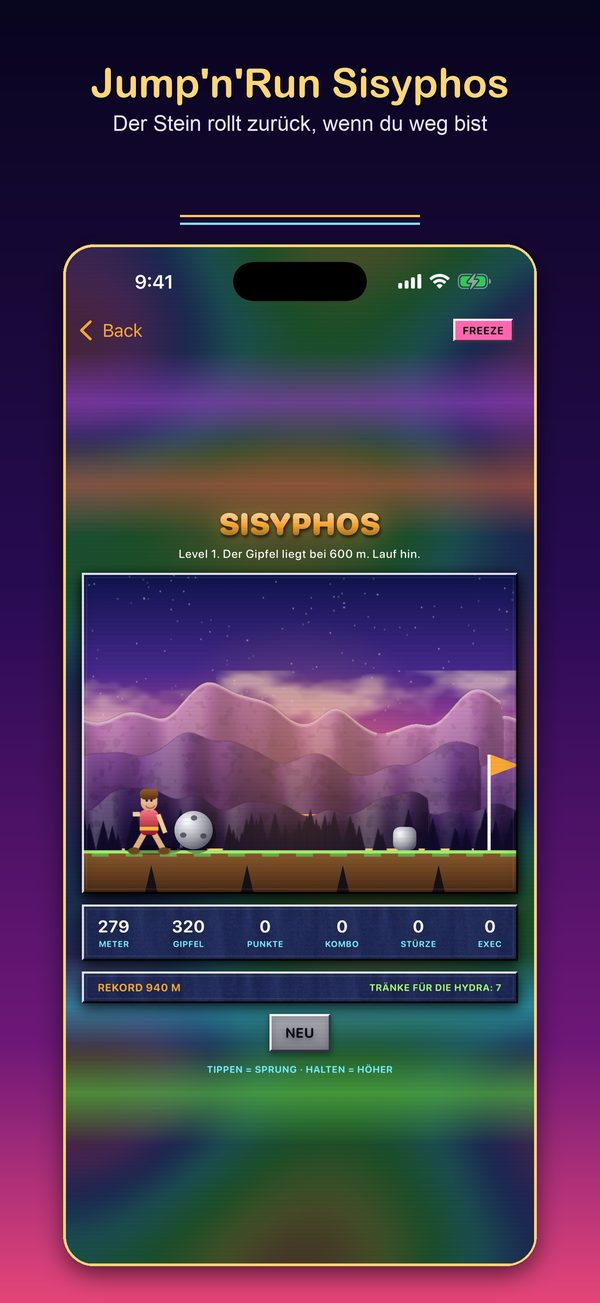 Jump'n'Run Sisyphos
Der Stein rollt zurück, wenn du weg bist
9:41
Back
FREEZE
SISYPHOS
Level 1. Der Gipfel liegt bei 600 m. Lauf hin.
279 320 0 0 0 0
METER GIPFEL PUNKTE KOMBO STÜRZE EXEC
REKORD 940 M TRÄNKE FÜR DIE HYDRA: 7
NEU
TIPPEN = SPRUNG · HALTEN = HÖHER